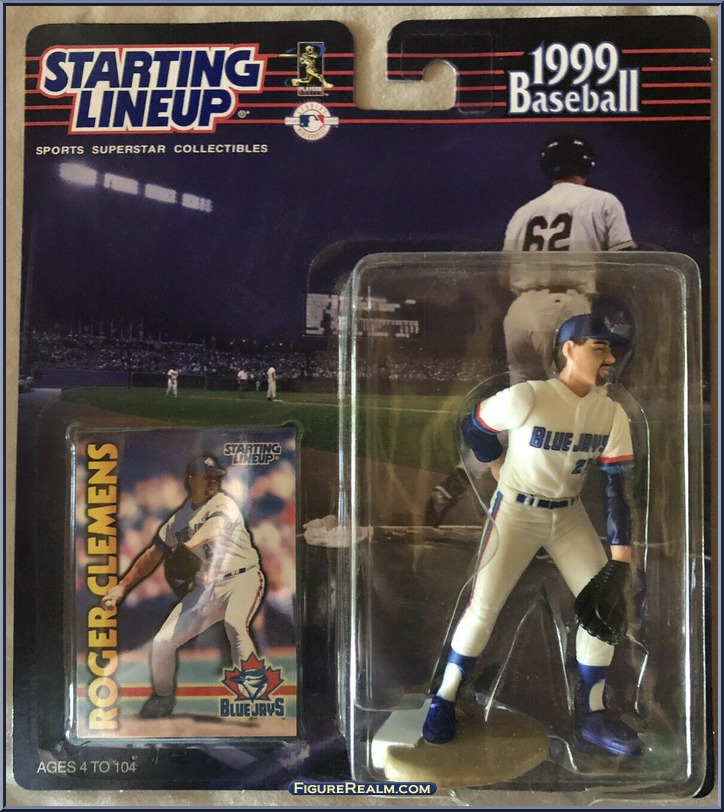 STARTING
LINEUP
®
SPORTS SUPERSTAR COLLECTIBLES
1999
Baseball
62
ROGER CLEMENS
STARTING
LINEUP
BLUE JAYS
BLUE JAYS
AGES 4 TO 104
FIGUREREALM.COM